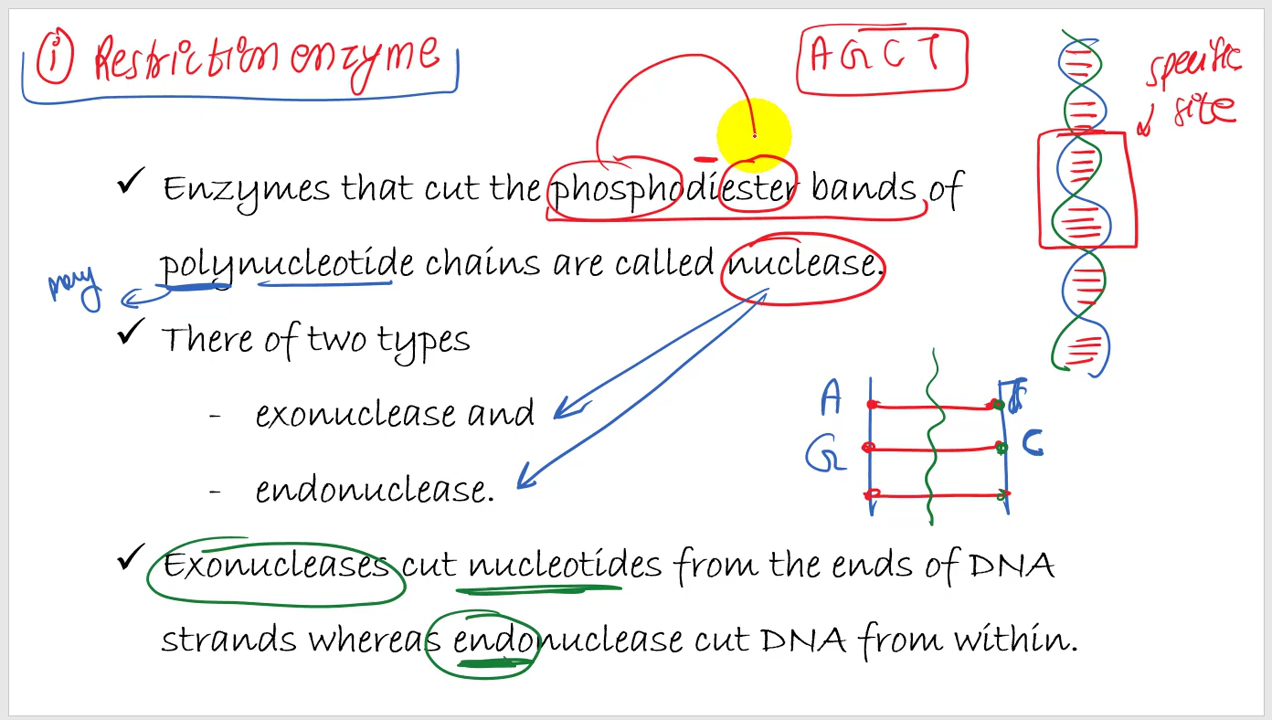 ① Restriction enzyme
AGCT
specific
site
✓ Enzymes that cut the phosphodiester bands of
polynucleotide chains are called nuclease.
many
✓ There of two types
- exonuclease and
- endonuclease.
A T
G C
✓ Exonucleases cut nucleotides from the ends of DNA
strands whereas endonuclease cut DNA from within.